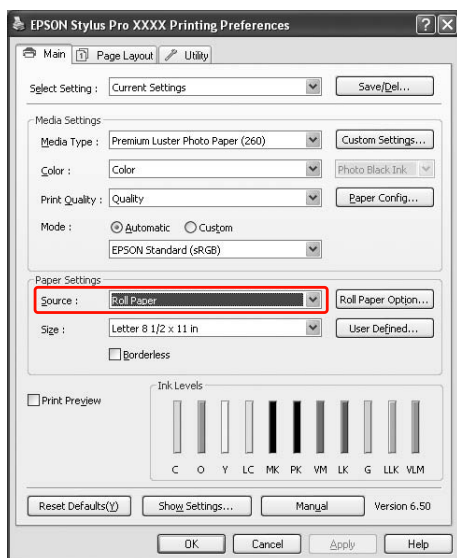 EPSON Stylus Pro XXXX Printing Preferences
Main Page Layout Utility
Select Setting : Current Settings Save/Del...
Media Settings
Media Type : Premium Luster Photo Paper (260) Custom Settings...
Color : Color Photo Black Ink
Print Quality : Quality Paper Config...
Mode : Automatic Custom
EPSON Standard (sRGB)
Paper Settings
Source : Roll Paper Roll Paper Option...
Size : Letter 8 1/2 x 11 in User Defined...
Borderless
Print Preview
Ink Levels
C O Y LC MK PK VM LK G LLK VLM
Reset Defaults(Y) Show Settings... Manual Version 6.50
OK Cancel Apply Help